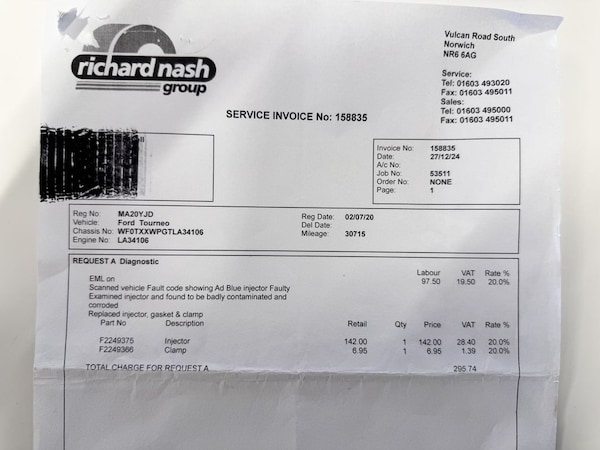 richard nash
group
Vulcan Road South
Norwich
NR6 6AG
Service:
Tel: 01603 493020
Fax: 01603 495011
Sales:
Tel: 01603 495000
Fax: 01603 495011
SERVICE INVOICE No: 158835
Invoice No: 158835
Date: 27/12/24
A/c No:
Job No: 53511
Order No: NONE
Page: 1
Reg No: MA20YJD Reg Date: 02/07/20
Vehicle: Ford Tourneo Del Date:
Chassis No: WF0TXXWPGTLA34106 Mileage: 30715
Engine No: LA34106
REQUEST A Diagnostic
Labour VAT Rate %
EML on 97.50 19.50 20.0%
Scanned vehicle Fault code showing Ad Blue injector Faulty
Examined injector and found to be badly contaminated and
corroded
Replaced injector, gasket & clamp
Part No Description Retail Qty Price VAT Rate %
F2249375 Injector 142.00 1 142.00 28.40 20.0%
F2249366 Clamp 6.95 1 6.95 1.39 20.0%
TOTAL CHARGE FOR REQUEST A 295.74